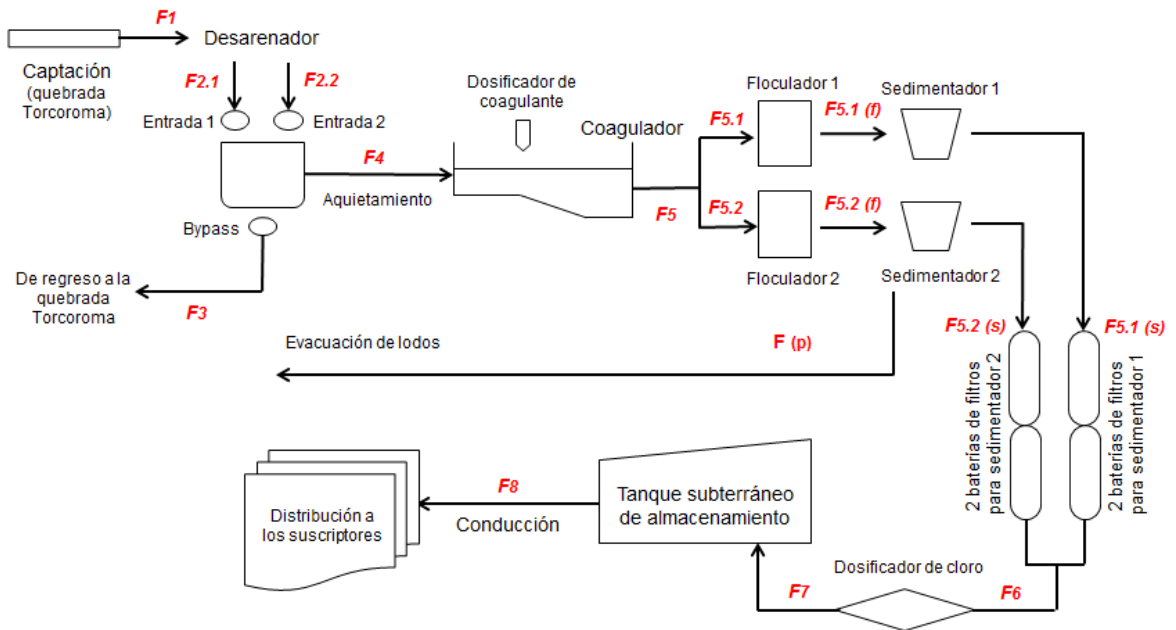 F1
Desarenador
Captación
(quebrada
Torcoroma)
F2.1
F2.2
Entrada 1
Entrada 2
F4
Aquietamiento
Bypass
De regreso a la
quebrada
Torcoroma
F3
Dosificador de
coagulante
Coagulador
F5
F5.1
F5.2
Floculador 1
F5.1 (f)
Sedimentador 1
F5.2 (f)
Floculador 2
Sedimentador 2
F5.2 (s)
F5.1 (s)
Evacuación de lodos
F (p)
2 baterías de filtros
para sedimentador 2
2 baterías de filtros
para sedimentador 1
Distribución a
los suscriptores
F8
Conducción
Tanque subterráneo
de almacenamiento
Dosificador de cloro
F7
F6